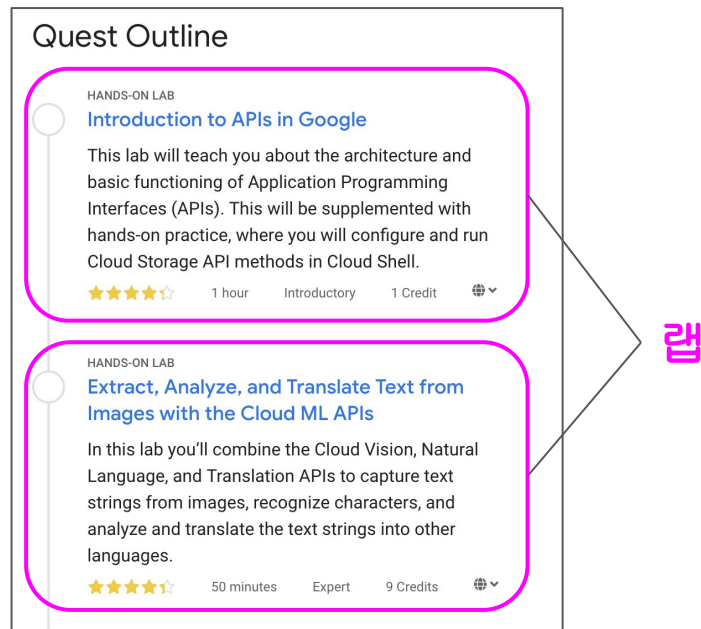 Quest Outline
HANDS-ON LAB
Introduction to APIs in Google
This lab will teach you about the architecture and
basic functioning of Application Programming
Interfaces (APIs). This will be supplemented with
hands-on practice, where you will configure and run
Cloud Storage API methods in Cloud Shell.
1 hour Introductory 1 Credit
랩
HANDS-ON LAB
Extract, Analyze, and Translate Text from
Images with the Cloud ML APIs
In this lab you’ll combine the Cloud Vision, Natural
Language, and Translation APIs to capture text
strings from images, recognize characters, and
analyze and translate the text strings into other
languages.
50 minutes Expert 9 Credits